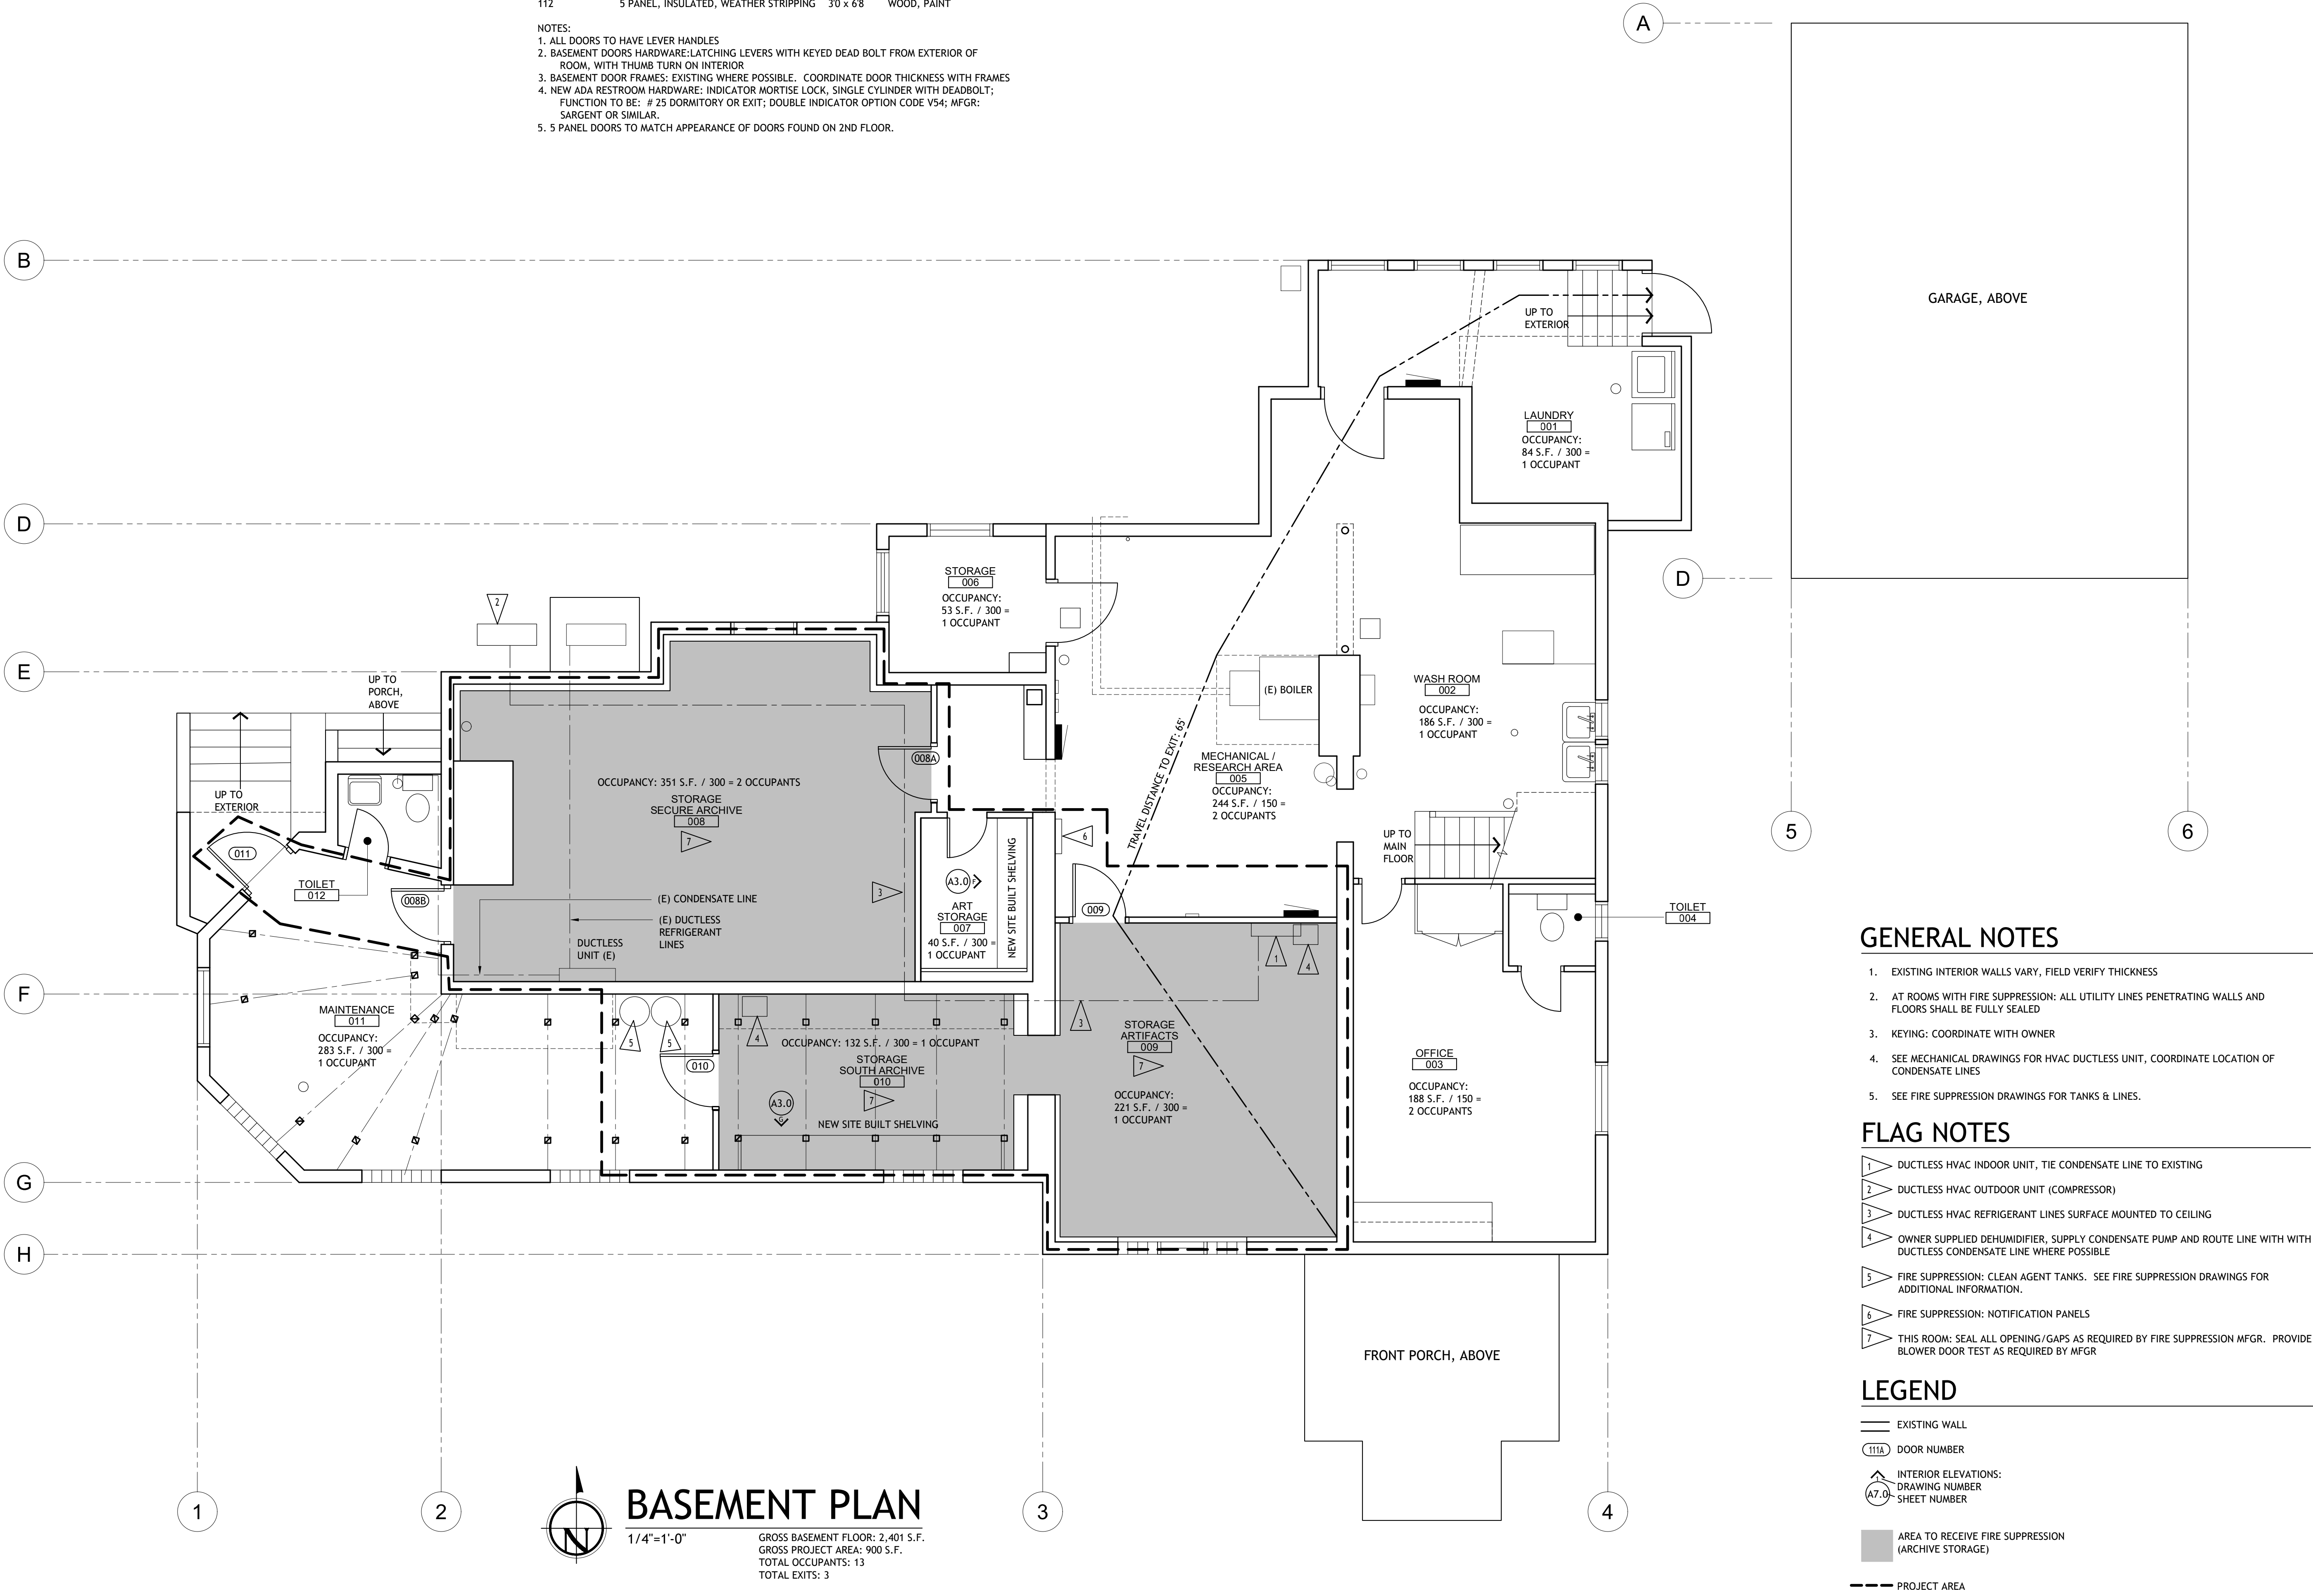 112 5 PANEL, INSULATED, WEATHER STRIPPING 3'0 x 6'8 WOOD, PAINT
NOTES:
1. ALL DOORS TO HAVE LEVER HANDLES
2. BASEMENT DOORS HARDWARE:LATCHING LEVERS WITH KEYED DEAD BOLT FROM EXTERIOR OF
ROOM, WITH THUMB TURN ON INTERIOR
3. BASEMENT DOOR FRAMES: EXISTING WHERE POSSIBLE. COORDINATE DOOR THICKNESS WITH FRAMES
4. NEW ADA RESTROOM HARDWARE: INDICATOR MORTISE LOCK, SINGLE CYLINDER WITH DEADBOLT;
FUNCTION TO BE: # 25 DORMITORY OR EXIT; DOUBLE INDICATOR OPTION CODE V54; MFGR:
SARGENT OR SIMILAR.
5. 5 PANEL DOORS TO MATCH APPEARANCE OF DOORS FOUND ON 2ND FLOOR.
A
B
GARAGE, ABOVE
UP TO
EXTERIOR
LAUNDRY
001
OCCUPANCY:
84 S.F. / 300 =
1 OCCUPANT
D
D
STORAGE
006
OCCUPANCY:
53 S.F. / 300 =
1 OCCUPANT
2
E
UP TO
PORCH,
ABOVE
(E) BOILER
WASH ROOM
002
OCCUPANCY:
186 S.F. / 300 =
1 OCCUPANT
TRAVEL DISTANCE TO EXIT: 65'
MECHANICAL /
RESEARCH AREA
005
OCCUPANCY:
244 S.F. / 150 =
2 OCCUPANTS
008A
OCCUPANCY: 351 S.F. / 300 = 2 OCCUPANTS
STORAGE
SECURE ARCHIVE
008
7
UP TO
EXTERIOR
011
TOILET
012
008B
6
UP TO
MAIN
FLOOR
5
6
3
(E) CONDENSATE LINE
(E) DUCTLESS
REFRIGERANT
LINES
DUCTLESS
UNIT (E)
A3.0
F
ART
STORAGE
007
40 S.F. / 300 =
1 OCCUPANT
NEW SITE BUILT SHELVING
009
TOILET
004
1
4
F
MAINTENANCE
011
OCCUPANCY:
283 S.F. / 300 =
1 OCCUPANT
5
5
010
4
OCCUPANCY: 132 S.F. / 300 = 1 OCCUPANT
STORAGE
SOUTH ARCHIVE
010
7
A3.0
G
NEW SITE BUILT SHELVING
3
STORAGE
ARTIFACTS
009
7
OCCUPANCY:
221 S.F. / 300 =
1 OCCUPANT
OFFICE
003
OCCUPANCY:
188 S.F. / 150 =
2 OCCUPANTS
G
H
FRONT PORCH, ABOVE
1
2
3
4
N
BASEMENT PLAN
1/4"=1'-0"
GROSS BASEMENT FLOOR: 2,401 S.F.
GROSS PROJECT AREA: 900 S.F.
TOTAL OCCUPANTS: 13
TOTAL EXITS: 3
GENERAL NOTES
1. EXISTING INTERIOR WALLS VARY, FIELD VERIFY THICKNESS
2. AT ROOMS WITH FIRE SUPPRESSION: ALL UTILITY LINES PENETRATING WALLS AND
FLOORS SHALL BE FULLY SEALED
3. KEYING: COORDINATE WITH OWNER
4. SEE MECHANICAL DRAWINGS FOR HVAC DUCTLESS UNIT, COORDINATE LOCATION OF
CONDENSATE LINES
5. SEE FIRE SUPPRESSION DRAWINGS FOR TANKS & LINES.
FLAG NOTES
1 DUCTLESS HVAC INDOOR UNIT, TIE CONDENSATE LINE TO EXISTING
2 DUCTLESS HVAC OUTDOOR UNIT (COMPRESSOR)
3 DUCTLESS HVAC REFRIGERANT LINES SURFACE MOUNTED TO CEILING
4 OWNER SUPPLIED DEHUMIDIFIER, SUPPLY CONDENSATE PUMP AND ROUTE LINE WITH WITH
DUCTLESS CONDENSATE LINE WHERE POSSIBLE
5 FIRE SUPPRESSION: CLEAN AGENT TANKS. SEE FIRE SUPPRESSION DRAWINGS FOR
ADDITIONAL INFORMATION.
6 FIRE SUPPRESSION: NOTIFICATION PANELS
7 THIS ROOM: SEAL ALL OPENING/GAPS AS REQUIRED BY FIRE SUPPRESSION MFGR. PROVIDE
BLOWER DOOR TEST AS REQUIRED BY MFGR
LEGEND
EXISTING WALL
111A DOOR NUMBER
1
A7.0
INTERIOR ELEVATIONS:
DRAWING NUMBER
SHEET NUMBER
AREA TO RECEIVE FIRE SUPPRESSION
(ARCHIVE STORAGE)
PROJECT AREA